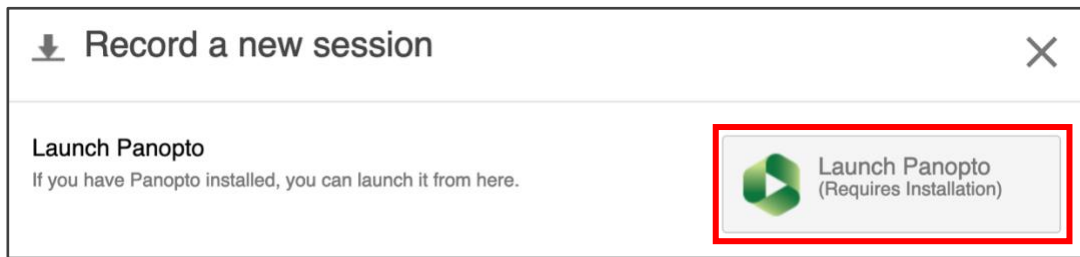 Record a new session
Launch Panopto
If you have Panopto installed, you can launch it from here.
Launch Panopto
(Requires Installation)